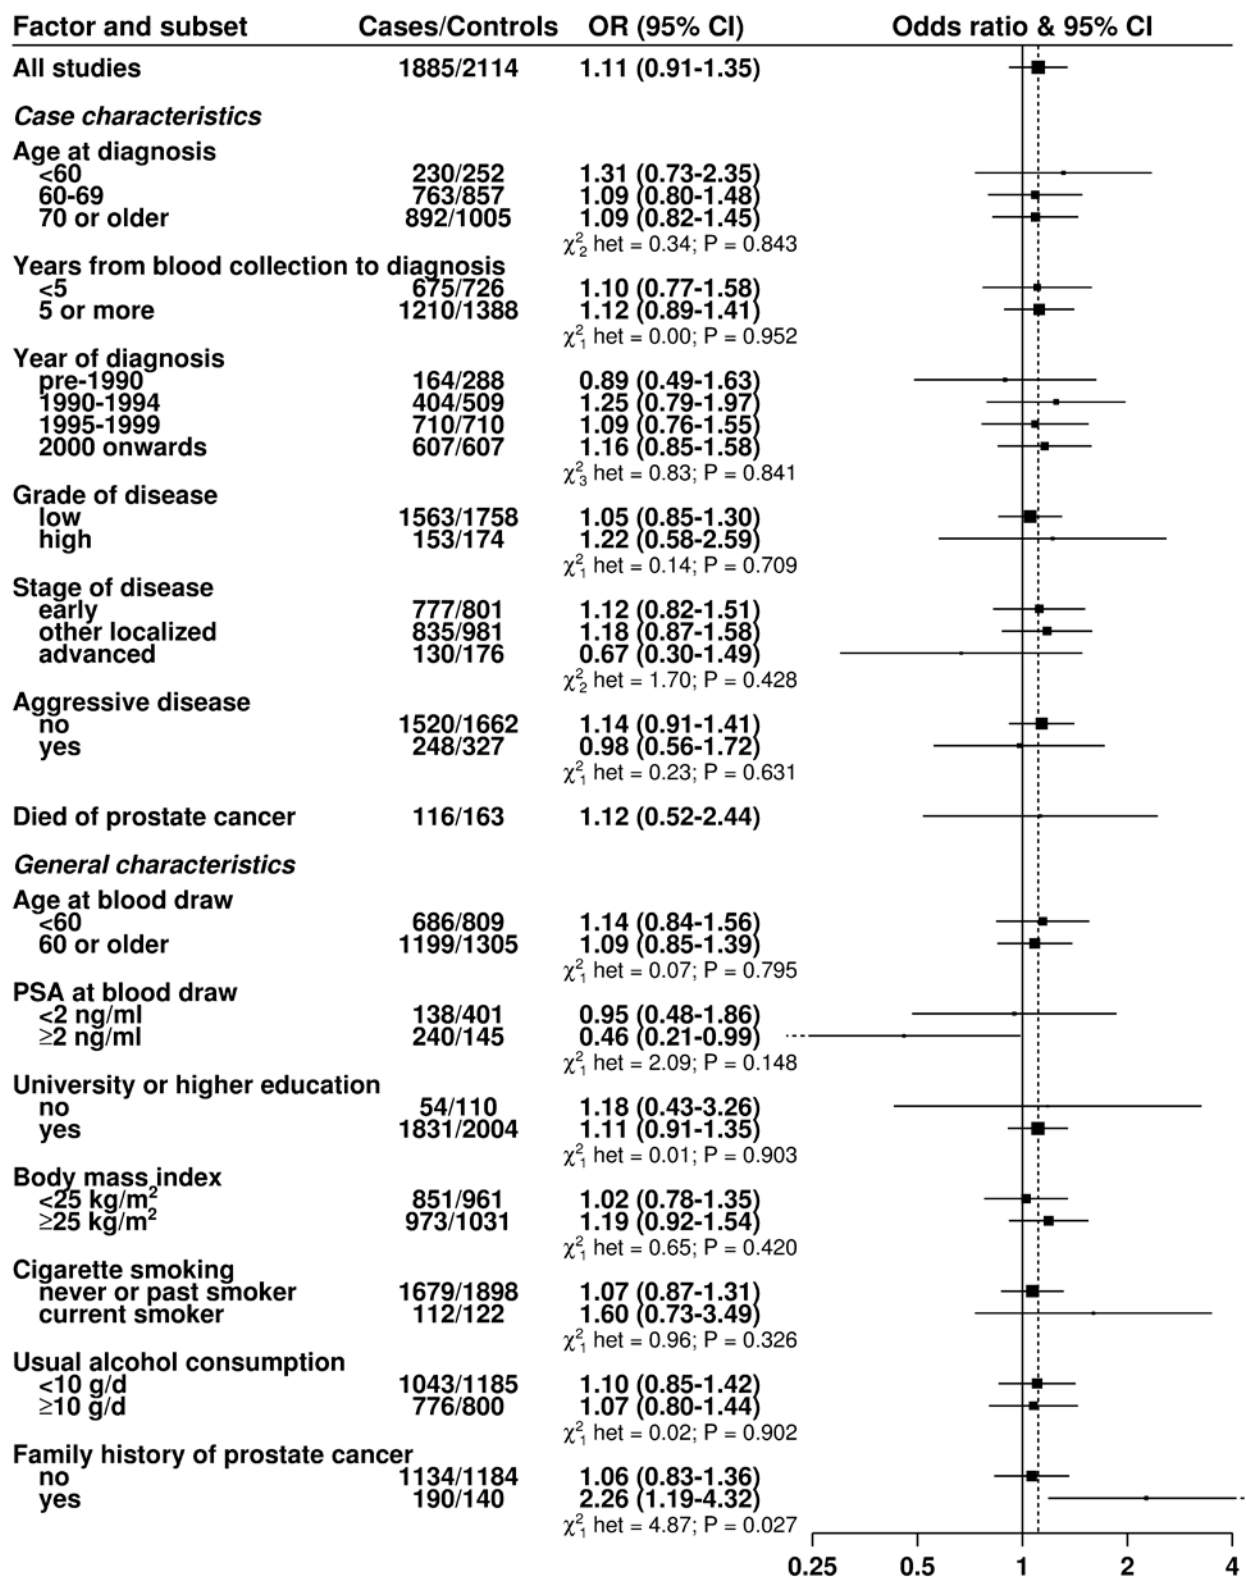 Factor and subset Cases/Controls OR (95% CI) Odds ratio & 95% CI
All studies 1885/2114 1.11 (0.91-1.35)
Case characteristics
Age at diagnosis
<60 230/252 1.31 (0.73-2.35)
60-69 763/857 1.09 (0.80-1.48)
70 or older 892/1005 1.09 (0.82-1.45)
χ²₂ het = 0.34; P = 0.843
Years from blood collection to diagnosis
<5 675/726 1.10 (0.77-1.58)
5 or more 1210/1388 1.12 (0.89-1.41)
χ²₁ het = 0.00; P = 0.952
Year of diagnosis
pre-1990 164/288 0.89 (0.49-1.63)
1990-1994 404/509 1.25 (0.79-1.97)
1995-1999 710/710 1.09 (0.76-1.55)
2000 onwards 607/607 1.16 (0.85-1.58)
χ²₃ het = 0.83; P = 0.841
Grade of disease
low 1563/1758 1.05 (0.85-1.30)
high 153/174 1.22 (0.58-2.59)
χ²₁ het = 0.14; P = 0.709
Stage of disease
early 777/801 1.12 (0.82-1.51)
other localized 835/981 1.18 (0.87-1.58)
advanced 130/176 0.67 (0.30-1.49)
χ²₂ het = 1.70; P = 0.428
Aggressive disease
no 1520/1662 1.14 (0.91-1.41)
yes 248/327 0.98 (0.56-1.72)
χ²₁ het = 0.23; P = 0.631
Died of prostate cancer 116/163 1.12 (0.52-2.44)
General characteristics
Age at blood draw
<60 686/809 1.14 (0.84-1.56)
60 or older 1199/1305 1.09 (0.85-1.39)
χ²₁ het = 0.07; P = 0.795
PSA at blood draw
<2 ng/ml 138/401 0.95 (0.48-1.86)
≥2 ng/ml 240/145 0.46 (0.21-0.99)
χ²₁ het = 2.09; P = 0.148
University or higher education
no 54/110 1.18 (0.43-3.26)
yes 1831/2004 1.11 (0.91-1.35)
χ²₁ het = 0.01; P = 0.903
Body mass index
<25 kg/m² 851/961 1.02 (0.78-1.35)
≥25 kg/m² 973/1031 1.19 (0.92-1.54)
χ²₁ het = 0.65; P = 0.420
Cigarette smoking
never or past smoker 1679/1898 1.07 (0.87-1.31)
current smoker 112/122 1.60 (0.73-3.49)
χ²₁ het = 0.96; P = 0.326
Usual alcohol consumption
<10 g/d 1043/1185 1.10 (0.85-1.42)
≥10 g/d 776/800 1.07 (0.80-1.44)
χ²₁ het = 0.02; P = 0.902
Family history of prostate cancer
no 1134/1184 1.06 (0.83-1.36)
yes 190/140 2.26 (1.19-4.32)
χ²₁ het = 4.87; P = 0.027
0.25 0.5 1 2 4